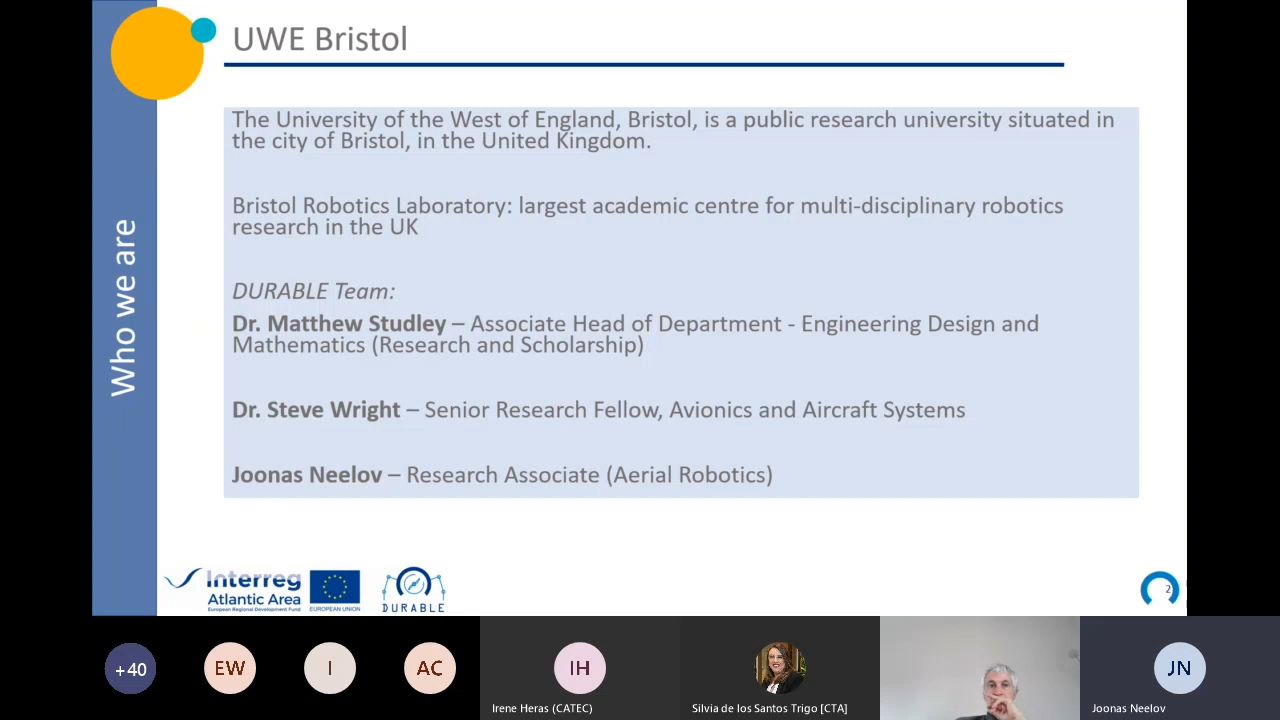 UWE Bristol
Who we are
The University of the West of England, Bristol, is a public research university situated in
the city of Bristol, in the United Kingdom.
Bristol Robotics Laboratory: largest academic centre for multi-disciplinary robotics
research in the UK
DURABLE Team:
Dr. Matthew Studley – Associate Head of Department - Engineering Design and
Mathematics (Research and Scholarship)
Dr. Steve Wright – Senior Research Fellow, Avionics and Aircraft Systems
Joonas Neelov – Research Associate (Aerial Robotics)
Interreg
Atlantic Area
European Regional Development Fund
EUROPEAN UNION
DURABLE
2
+40
EW
I
AC
IH
Irene Heras (CATEC)
Silvia de los Santos Trigo [CTA]
JN
Joonas Neelov